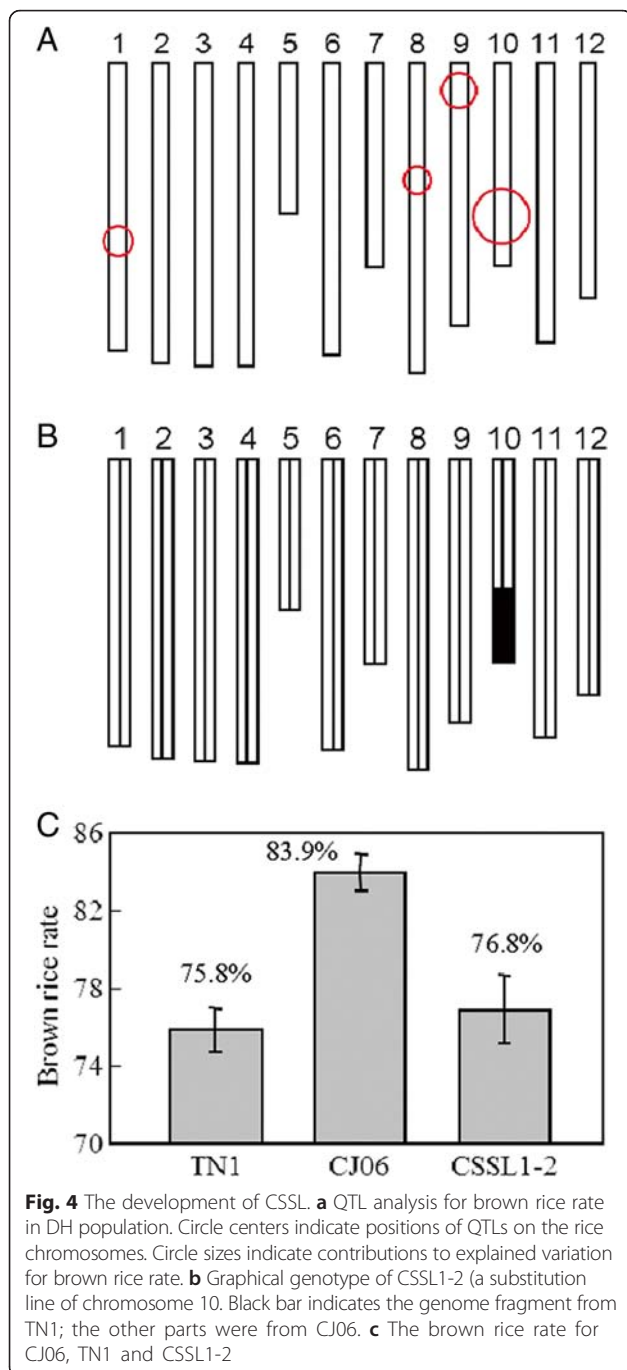 A
1 2 3 4 5 6 7 8 9 10 11 12
B
1 2 3 4 5 6 7 8 9 10 11 12
C
86
82
78
74
70
Brown rice rate
75.8%
83.9%
76.8%
TN1 CJ06 CSSL1-2
Fig. 4 The development of CSSL. a QTL analysis for brown rice rate
in DH population. Circle centers indicate positions of QTLs on the rice
chromosomes. Circle sizes indicate contributions to explained variation
for brown rice rate. b Graphical genotype of CSSL1-2 (a substitution
line of chromosome 10. Black bar indicates the genome fragment from
TN1; the other parts were from CJ06. c The brown rice rate for
CJ06, TN1 and CSSL1-2